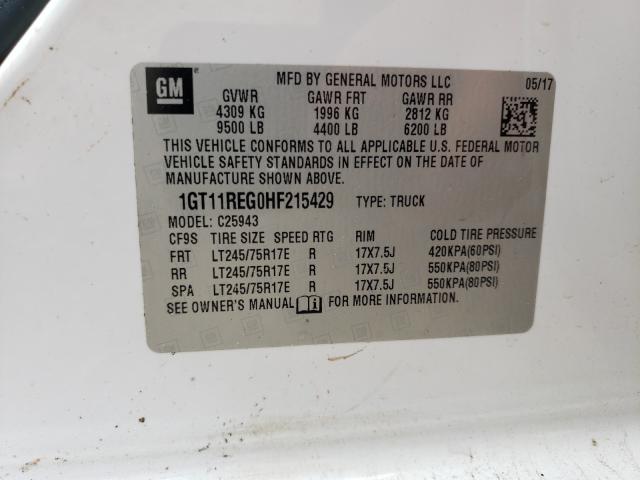 GM
MFD BY GENERAL MOTORS LLC 05/17
GVWR GAWR FRT GAWR RR
4309 KG 1996 KG 2812 KG
9500 LB 4400 LB 6200 LB
THIS VEHICLE CONFORMS TO ALL APPLICABLE U.S. FEDERAL MOTOR
VEHICLE SAFETY STANDARDS IN EFFECT ON THE DATE OF
MANUFACTURE SHOWN ABOVE.
1GT11REG0HF215429 TYPE: TRUCK
MODEL: C25943
CF9S TIRE SIZE SPEED RTG RIM COLD TIRE PRESSURE
FRT LT245/75R17E R 17X7.5J 420KPA(60PSI)
RR LT245/75R17E R 17X7.5J 550KPA(80PSI)
SPA LT245/75R17E R 17X7.5J 550KPA(80PSI)
SEE OWNER'S MANUAL FOR MORE INFORMATION.